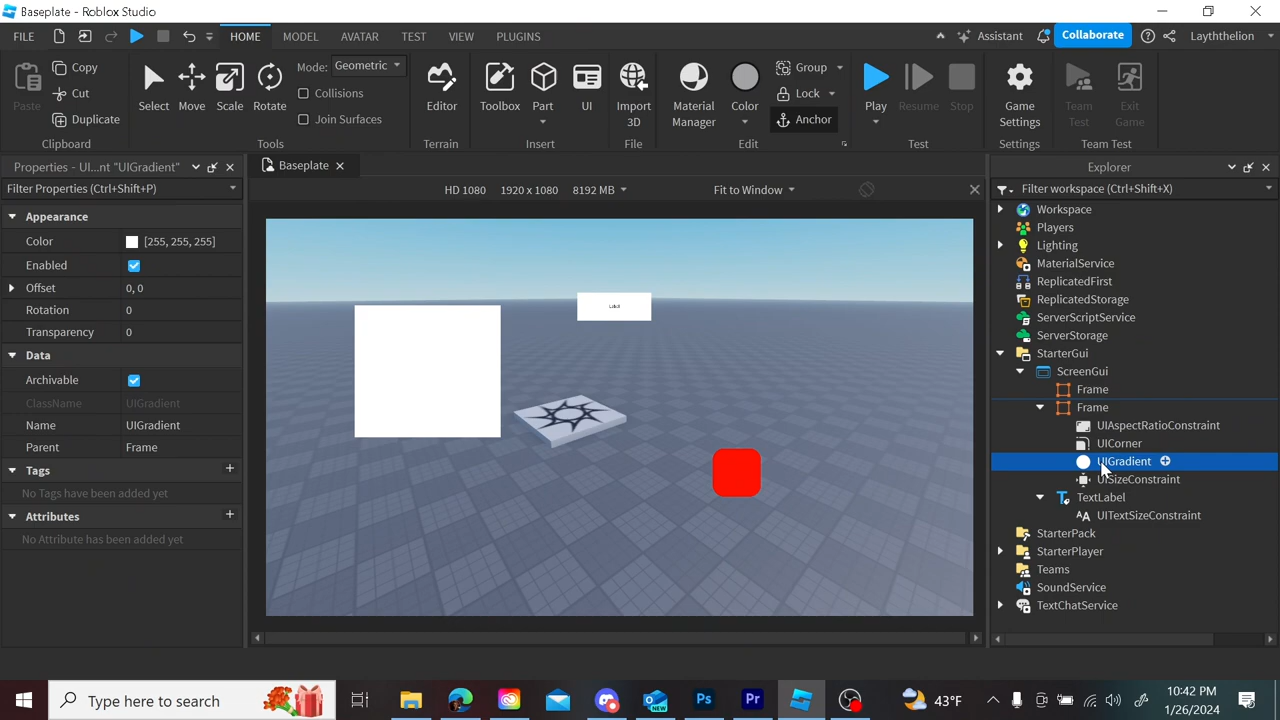 Baseplate - Roblox Studio
FILE HOME MODEL AVATAR TEST VIEW PLUGINS Assistant Collaborate Layththelion
Paste Copy Cut Duplicate Clipboard
Select Move Scale Rotate Mode: Geometric Collisions Join Surfaces Tools
Editor Terrain
Toolbox Part UI Insert
Import 3D File
Material Manager Color Group Lock Anchor Edit
Play Resume Stop Test
Game Settings Settings
Team Test Exit Game Team Test
Properties - UI...nt "UIGradient"
Filter Properties (Ctrl+Shift+P)
Appearance
Color [255, 255, 255]
Enabled
Offset 0, 0
Rotation 0
Transparency 0
Data
Archivable
ClassName UIGradient
Name UIGradient
Parent Frame
Tags
No Tags have been added yet
Attributes
No Attribute has been added yet
Baseplate
HD 1080 1920 x 1080 8192 MB Fit to Window
Label
Explorer
Filter workspace (Ctrl+Shift+X)
Workspace
Players
Lighting
MaterialService
ReplicatedFirst
ReplicatedStorage
ServerScriptService
ServerStorage
StarterGui
ScreenGui
Frame
Frame
UIAspectRatioConstraint
UICorner
UIGradient
UISizeConstraint
TextLabel
UITextSizeConstraint
StarterPack
StarterPlayer
Teams
SoundService
TextChatService
Type here to search
NEW
Ps
Pr
43°F
10:42 PM
1/26/2024